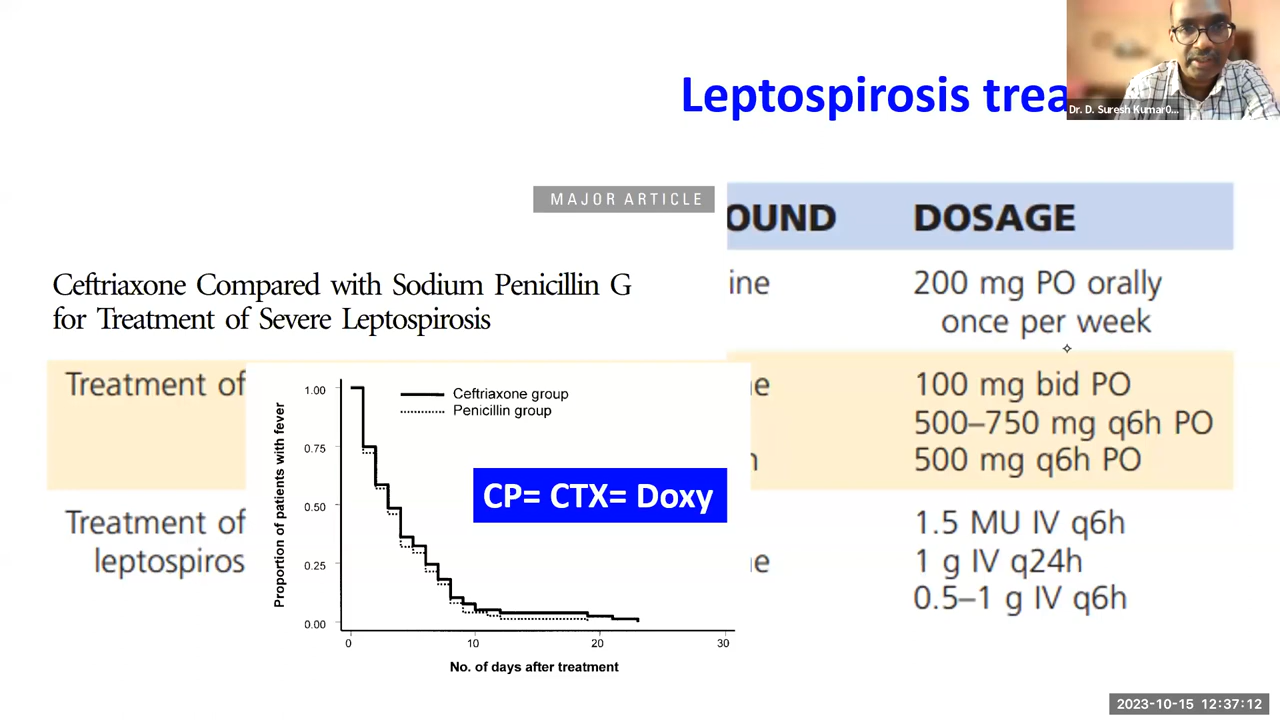 Leptospirosis trea
Dr. D. Suresh Kumar0...
MAJOR ARTICLE
Ceftriaxone Compared with Sodium Penicillin G
for Treatment of Severe Leptospirosis
OUND DOSAGE
ine 200 mg PO orally
once per week
Treatment of ne 100 mg bid PO
500–750 mg q6h PO
n 500 mg q6h PO
Treatment of 1.5 MU IV q6h
leptospiros ne 1 g IV q24h
0.5–1 g IV q6h
Proportion of patients with fever
1.00
0.75
0.50
0.25
0.00
Ceftriaxone group
Penicillin group
CP= CTX= Doxy
0 10 20 30
No. of days after treatment
2023-10-15 12:37:12